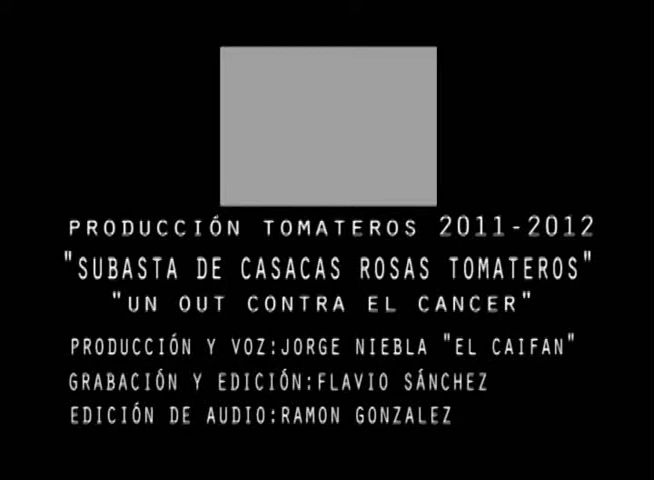 PRODUCCIÓN TOMATEROS 2011-2012
"SUBASTA DE CASACAS ROSAS TOMATEROS"
"UN OUT CONTRA EL CANCER"
PRODUCCIÓN Y VOZ:JORGE NIEBLA "EL CAIFAN"
GRABACIÓN Y EDICIÓN:FLAVIO SÁNCHEZ
EDICIÓN DE AUDIO:RAMON GONZALEZ